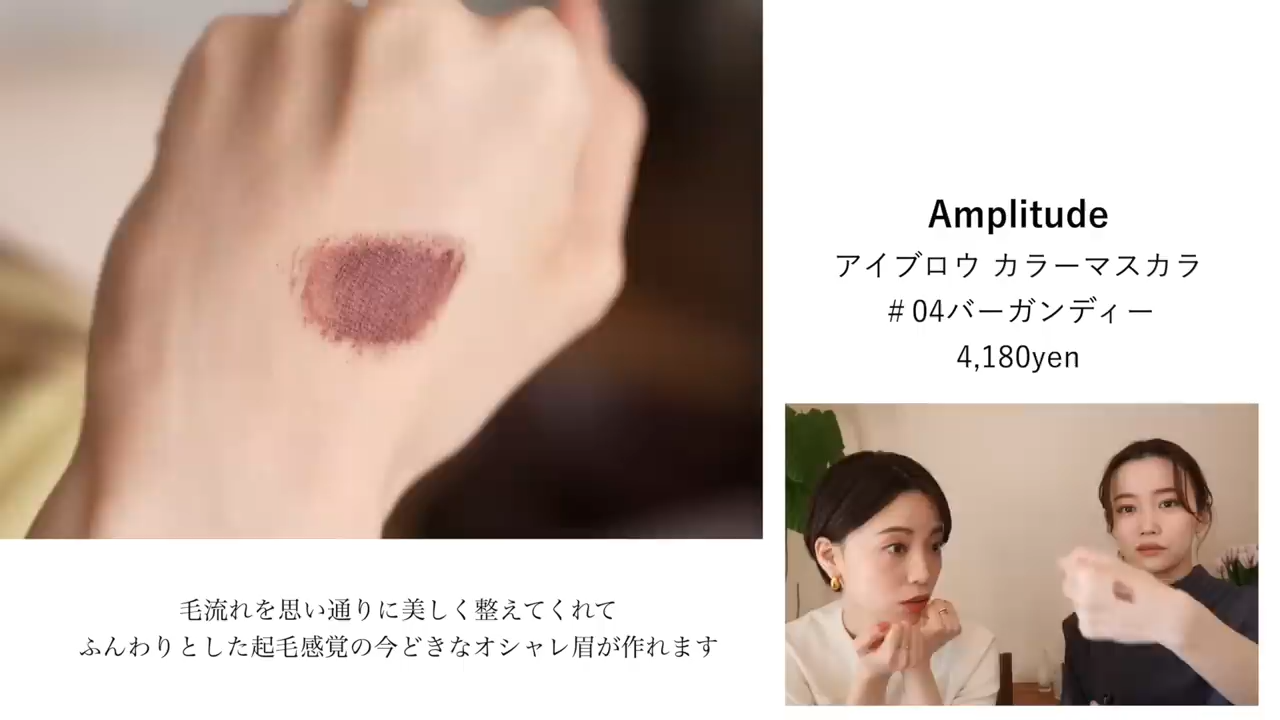 Amplitude
アイブロウ カラーマスカラ
＃04バーガンディー
4,180yen
毛流れを思い通りに美しく整えてくれて
ふんわりとした起毛感覚の今どきなオシャレ眉が作れます